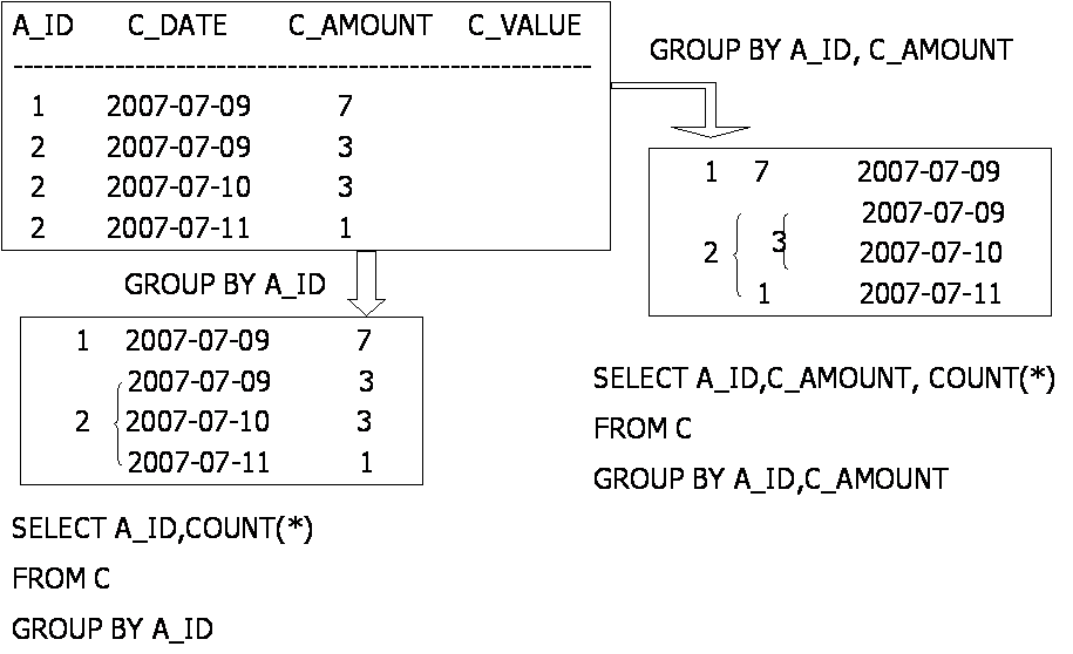 A_ID C_DATE C_AMOUNT C_VALUE
---------------------------------------------------------
1 2007-07-09 7
2 2007-07-09 3
2 2007-07-10 3
2 2007-07-11 1
GROUP BY A_ID, C_AMOUNT
1 7 2007-07-09
2007-07-09
2 3 2007-07-10
1 2007-07-11
GROUP BY A_ID
1 2007-07-09 7
2007-07-09 3
2 2007-07-10 3
2007-07-11 1
SELECT A_ID,C_AMOUNT, COUNT(*)
FROM C
GROUP BY A_ID,C_AMOUNT
SELECT A_ID,COUNT(*)
FROM C
GROUP BY A_ID